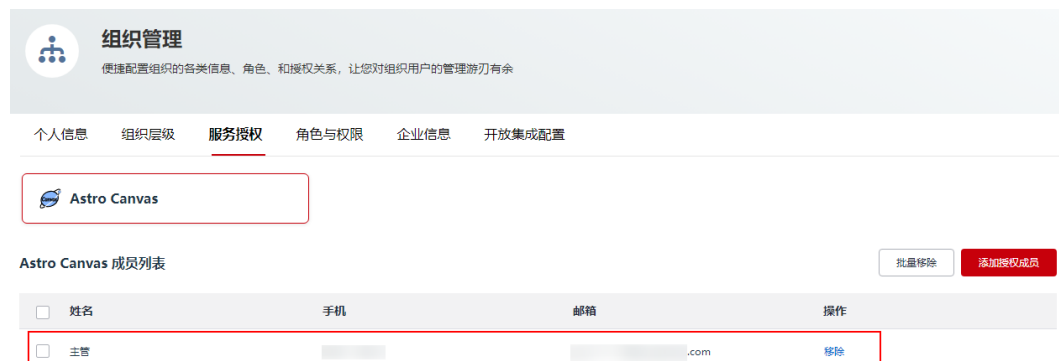 组织管理
便捷配置组织的各类信息、角色、和授权关系，让您对组织用户的管理游刃有余
个人信息 组织层级 服务授权 角色与权限 企业信息 开放集成配置
Astro Canvas
Astro Canvas 成员列表 批量移除 添加授权成员
姓名 手机 邮箱 操作
主管 .com 移除